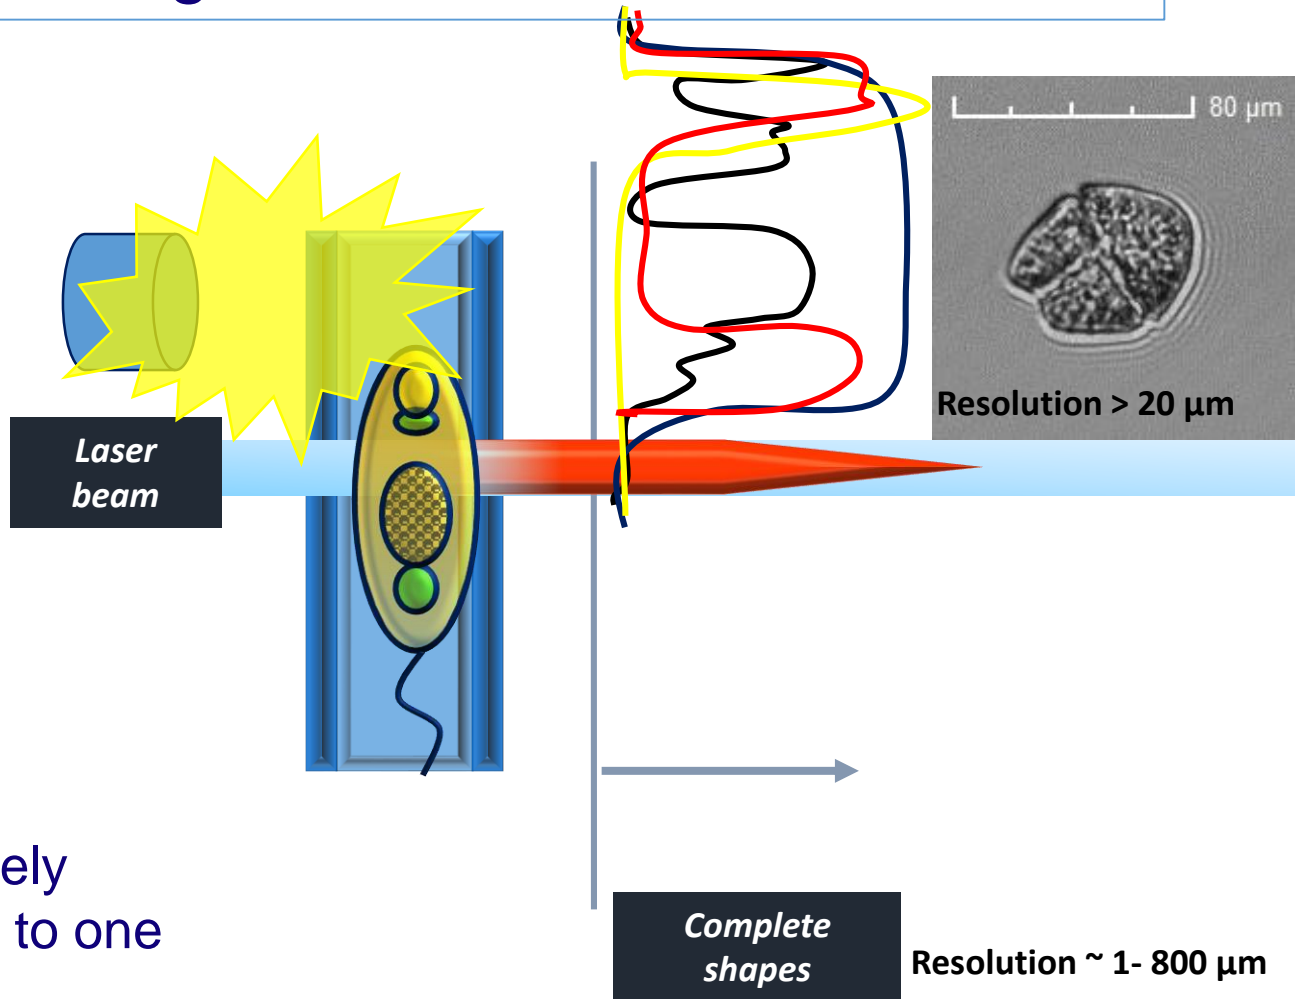 80 µm
Resolution > 20 µm
Laser
beam
ely
to one
Complete
shapes
Resolution ~ 1- 800 µm